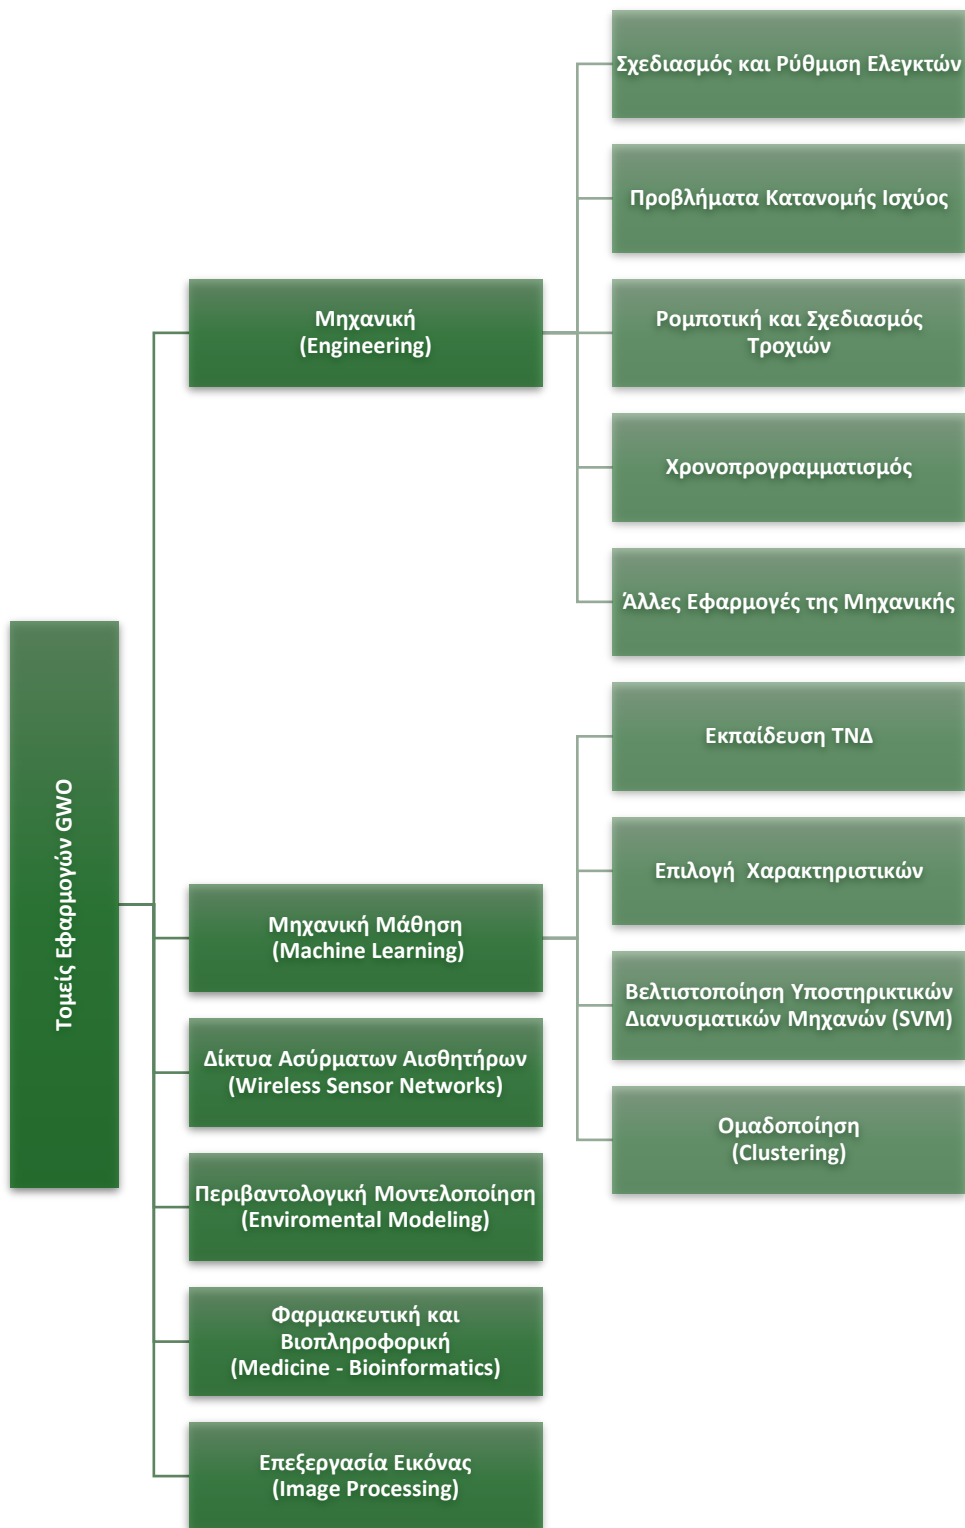 Τομείς Εφαρμογών GWO
Μηχανική
(Engineering)
Σχεδιασμός και Ρύθμιση Ελεγκτών
Προβλήματα Κατανομής Ισχύος
Ρομποτική και Σχεδιασμός
Τροχιών
Χρονοπρογραμματισμός
Άλλες Εφαρμογές της Μηχανικής
Μηχανική Μάθηση
(Machine Learning)
Εκπαίδευση ΤΝΔ
Επιλογή Χαρακτηριστικών
Βελτιστοποίηση Υποστηρικτικών
Διανυσματικών Μηχανών (SVM)
Ομαδοποίηση
(Clustering)
Δίκτυα Ασύρματων Αισθητήρων
(Wireless Sensor Networks)
Περιβαντολογική Μοντελοποίηση
(Enviromental Modeling)
Φαρμακευτική και
Βιοπληροφορική
(Medicine - Bioinformatics)
Επεξεργασία Εικόνας
(Image Processing)